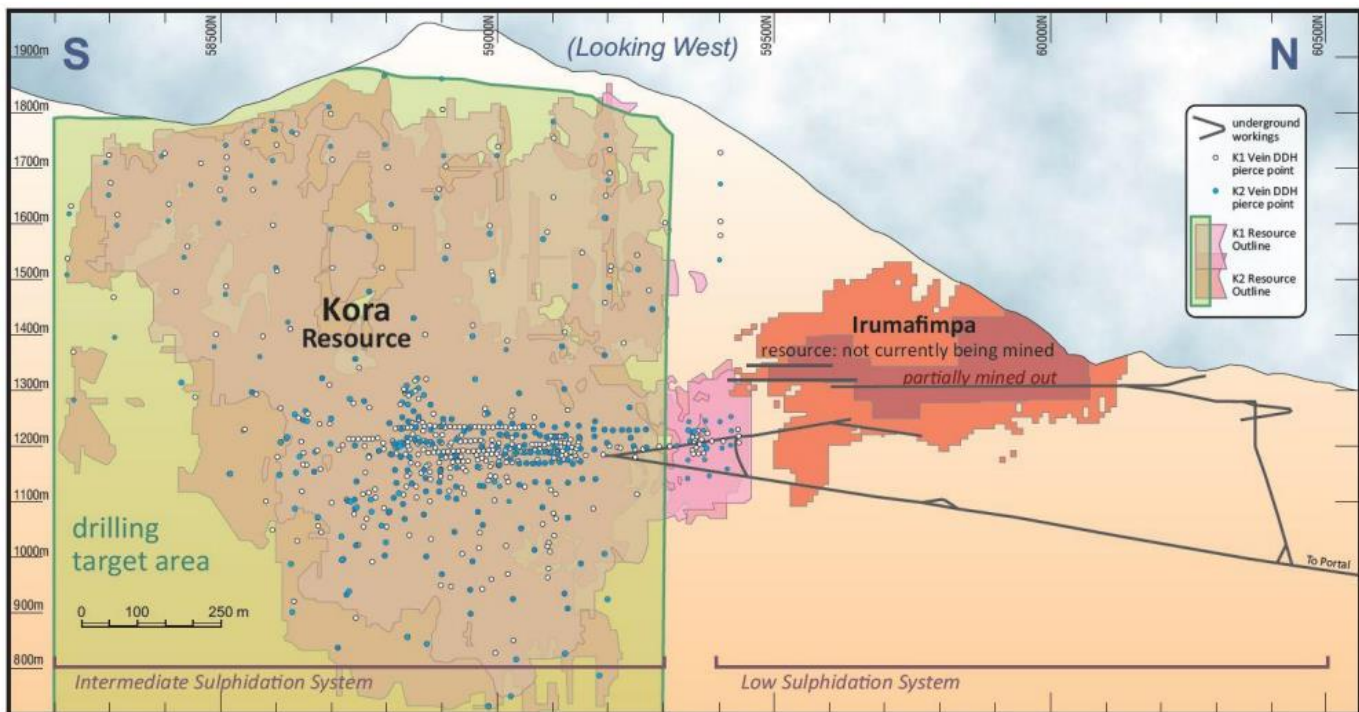 58500N
59000N
59500N
60000N
60500N
S
(Looking West)
N
1900m
1800m
1700m
1600m
1500m
1400m
1300m
1200m
1100m
1000m
900m
800m
underground
workings
K1 Vein DDH
pierce point
K2 Vein DDH
pierce point
K1 Resource
Outline
K2 Resource
Outline
Kora
Resource
Irumafimpa
resource: not currently being mined
partially mined out
drilling
target area
0 100 250 m
To Portal
Intermediate Sulphidation System
Low Sulphidation System